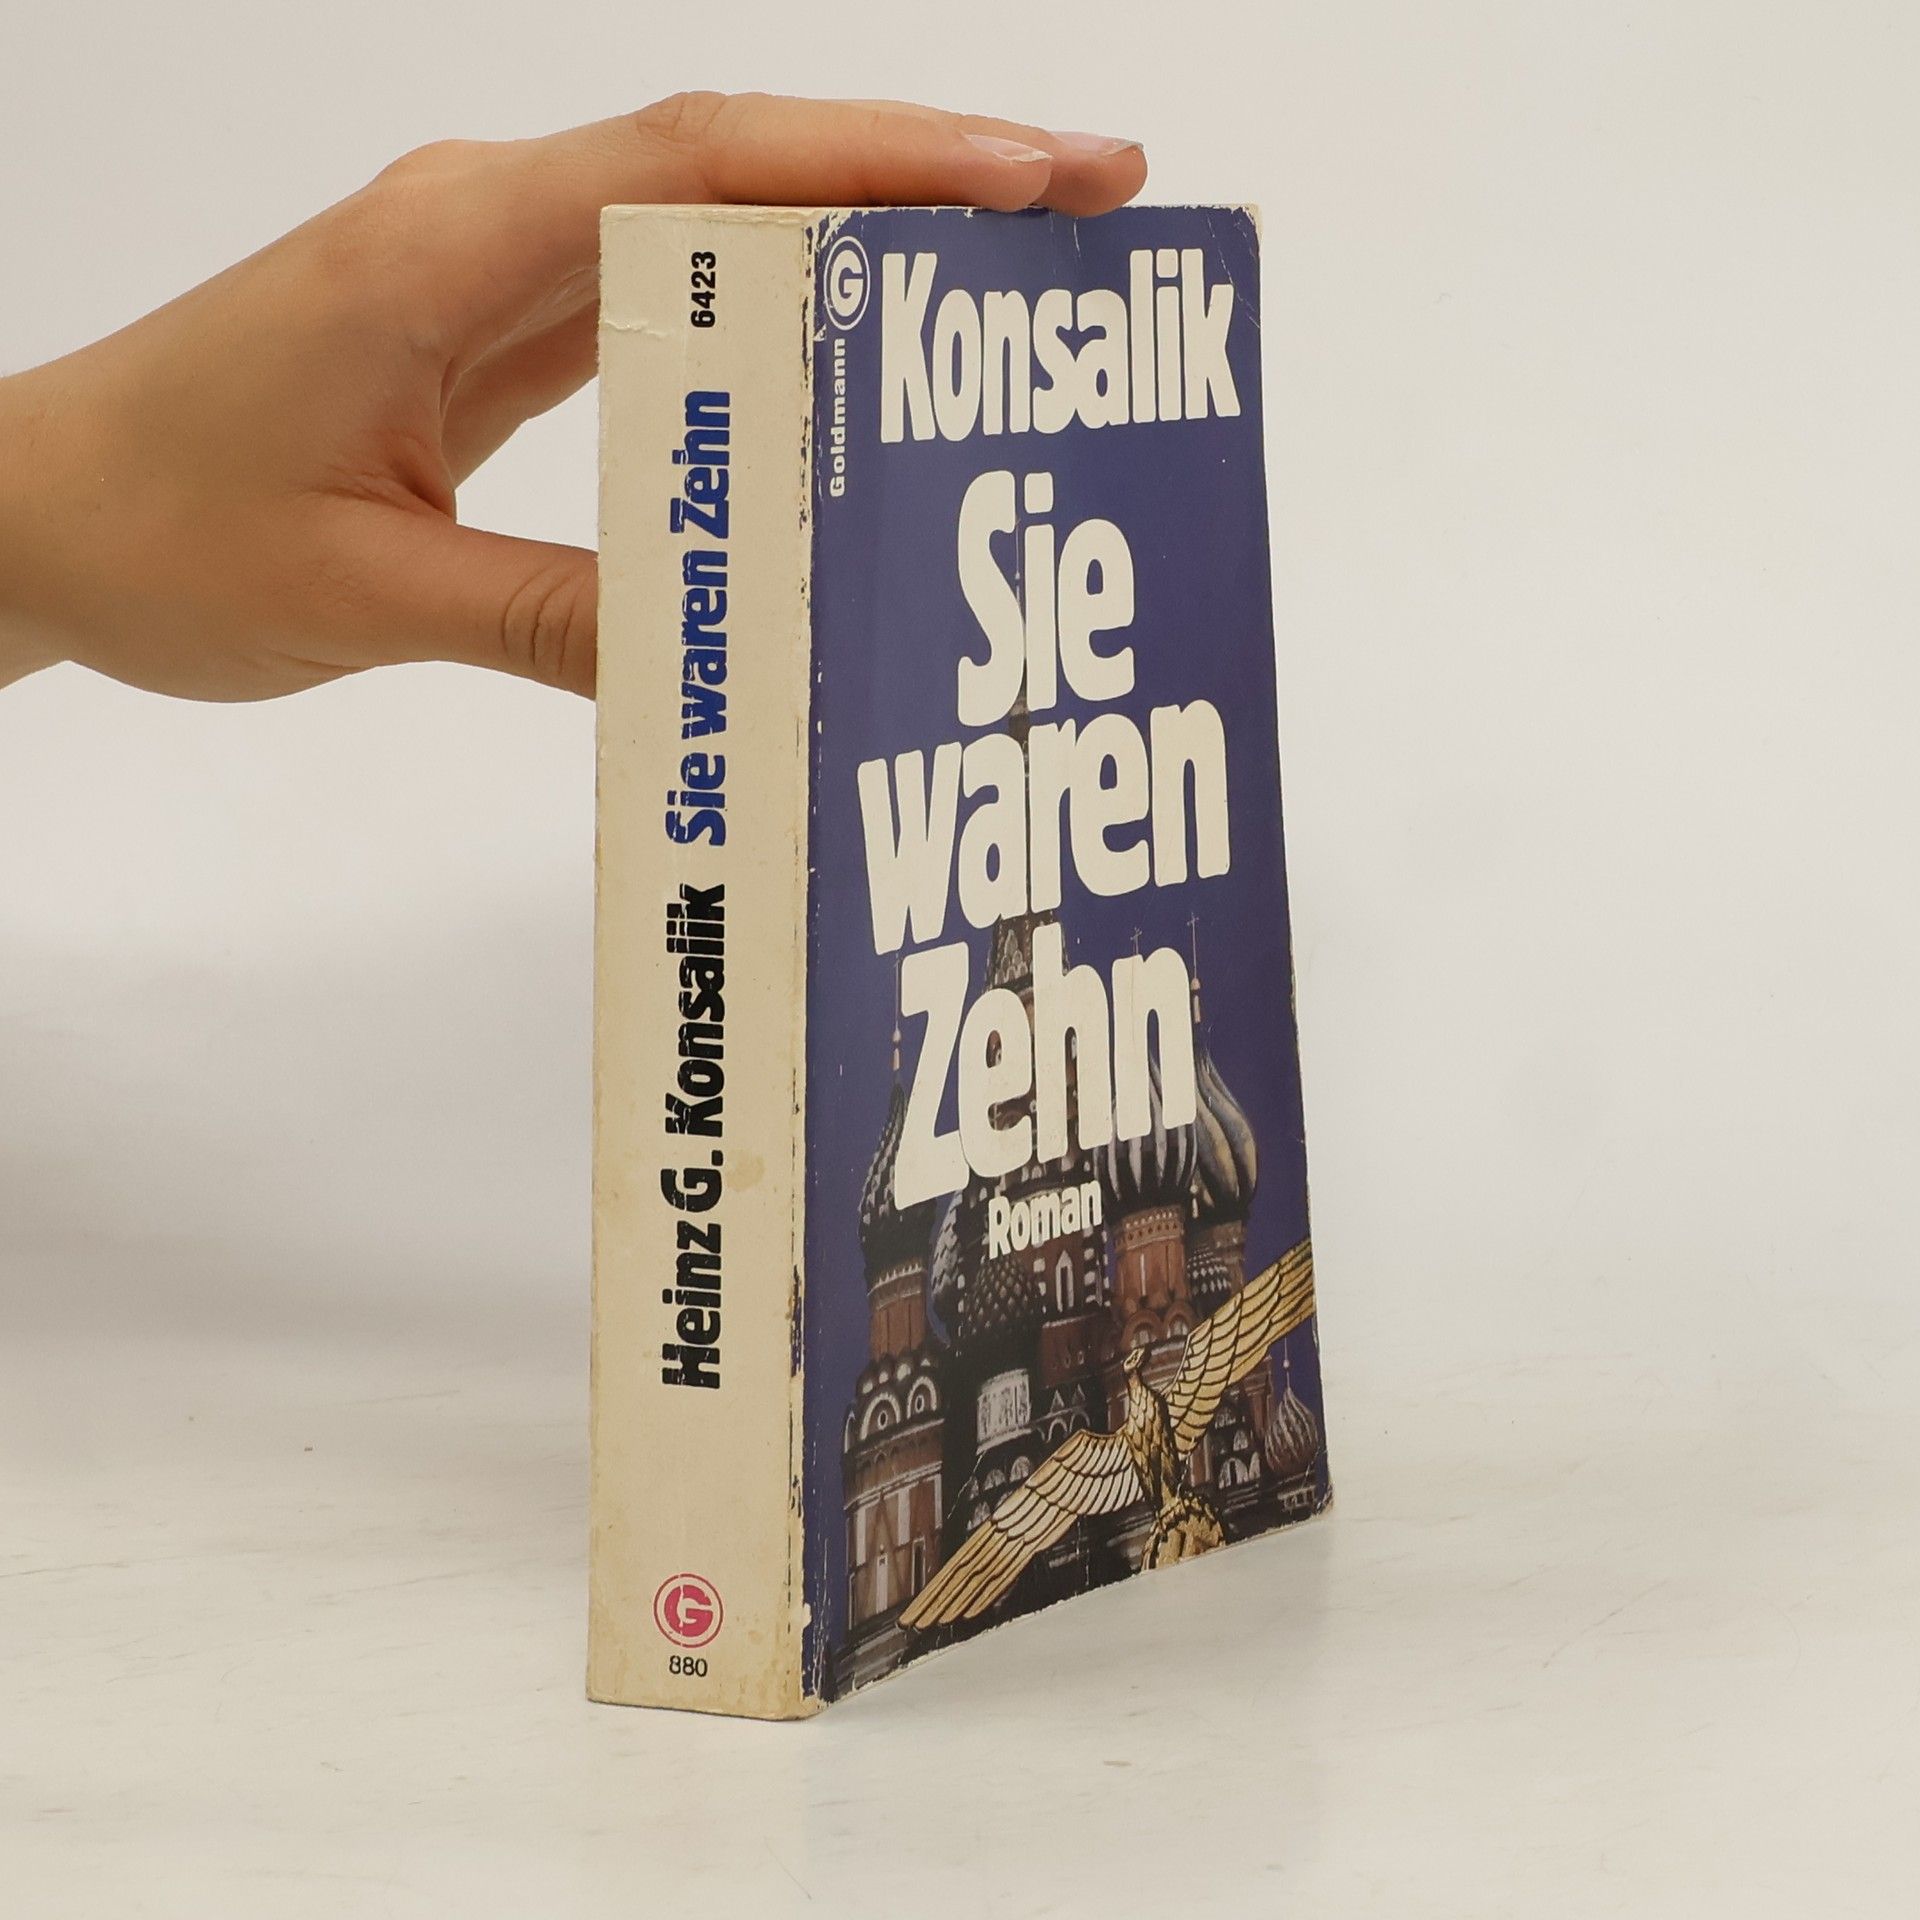 6423
Heinz G. Konsalik Sie waren Zehn
G
880
G
Goldmann
Konsalik
Sie
waren
Zehn
Roman